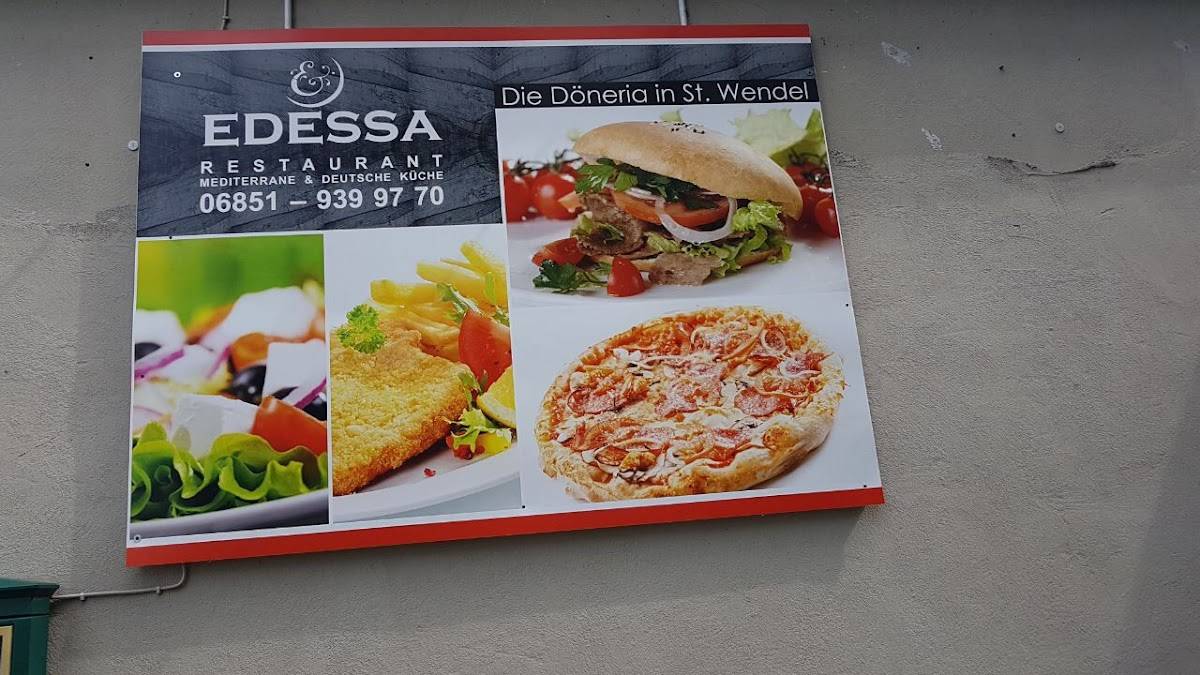 &
EDESSA
RESTAURANT
MEDITERRANE & DEUTSCHE KÜCHE
06851 – 939 97 70
Die Döneria in St. Wendel